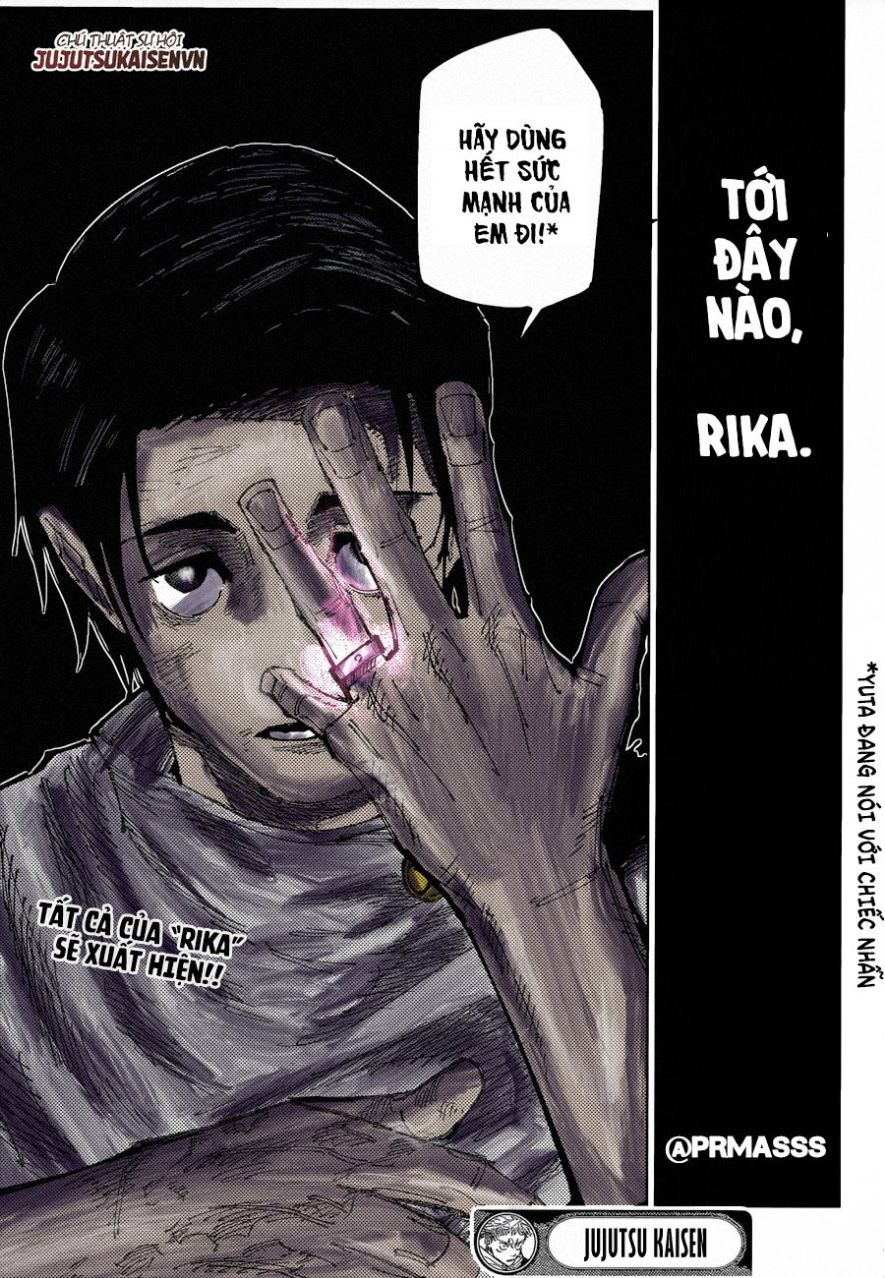 CHÚ THUẬT SƯ HỒI
JUJUTSUKAISENVN
HÃY DÙNG
HẾT SỨC
MẠNH CỦA
EM ĐI!*
TỚI
ĐÂY
NÀO,
RIKA.
*YUTA ĐANG NÓI VỚI CHIẾC NHẪN
TẤT CẢ CỦA “RIKA”
SẼ XUẤT HIỆN!!
@PRMASSS
JUJUTSU KAISEN